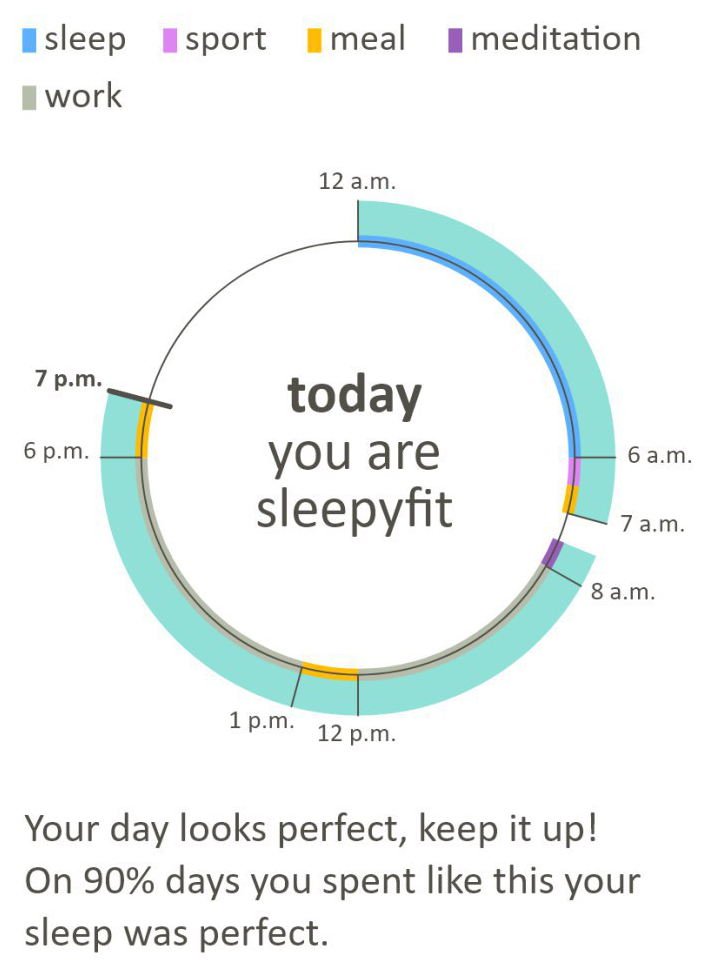 sleep sport meal meditation
work
12 a.m.
7 p.m.
6 p.m.
today
you are
sleepyfit
6 a.m.
7 a.m.
8 a.m.
1 p.m.
12 p.m.
Your day looks perfect, keep it up!
On 90% days you spent like this your
sleep was perfect.